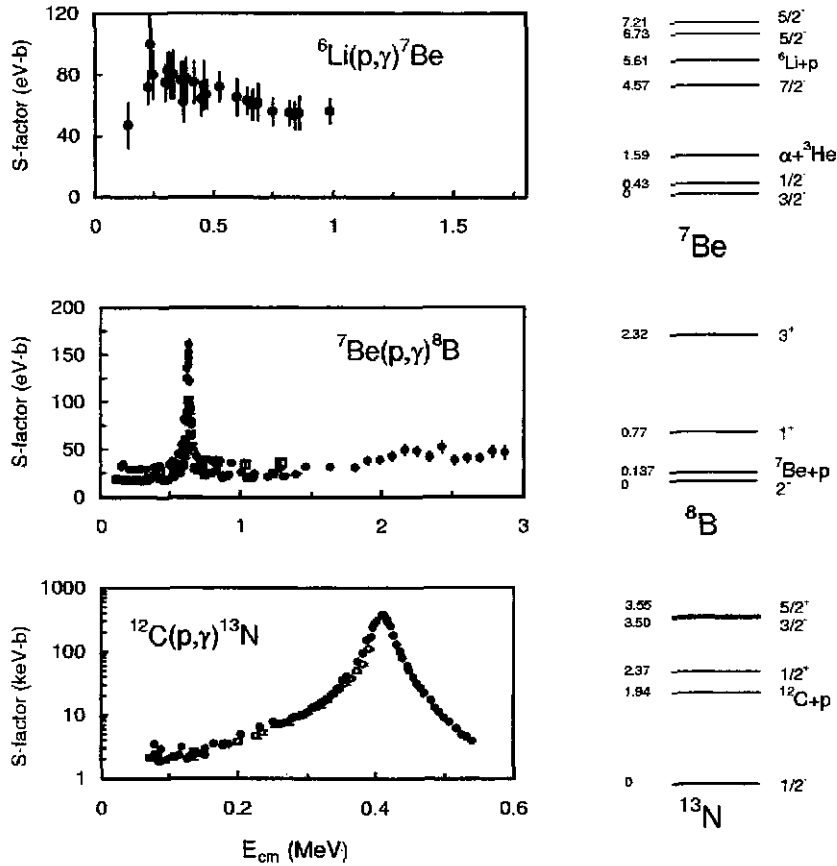 S-factor (eV-b)
120
80
40
0
0
0.5
1
1.5
⁶Li(p,γ)⁷Be
7.21 5/2⁻
6.73 5/2⁻
5.61 ⁶Li+p
4.57 7/2⁻
1.59 α+³He
0.43 1/2⁻
0 3/2⁻
⁷Be
S-factor (eV-b)
200
150
100
50
0
0
1
2
3
⁷Be(p,γ)⁸B
2.32 3⁺
0.77 1⁺
0.137 ⁷Be+p
0 2⁻
⁸B
S-factor (keV-b)
1000
100
10
1
0
0.2
0.4
0.6
E_cm (MeV)
¹²C(p,γ)¹³N
3.55 5/2⁺
3.50 3/2⁻
2.37 1/2⁺
1.94 ¹²C+p
0 1/2⁻
¹³N